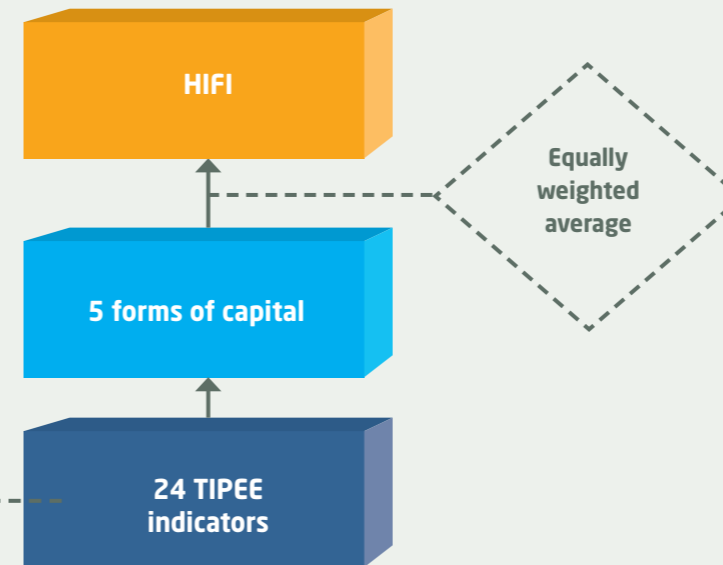 HIFI
Equally
weighted
average
5 forms of capital
24 TIPEE
indicators